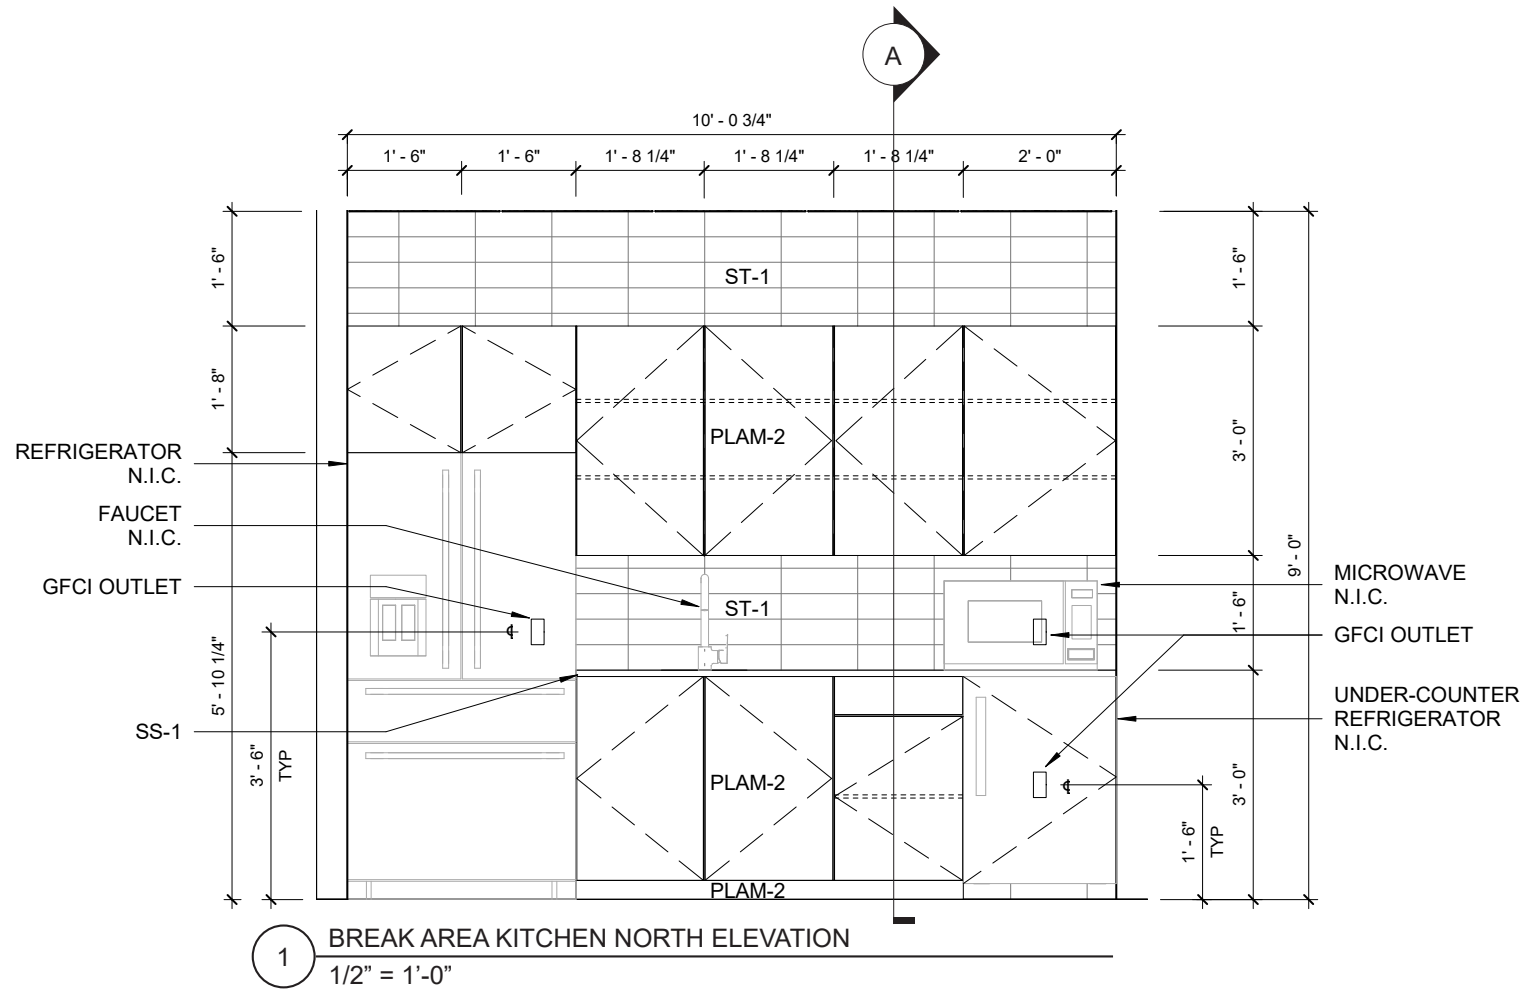 A
10' - 0 3/4"
1' - 6"
1' - 6"
1' - 8 1/4"
1' - 8 1/4"
1' - 8 1/4"
2' - 0"
1' - 6"
ST-1
1' - 6"
1' - 8"
PLAM-2
3' - 0"
REFRIGERATOR
N.I.C.
FAUCET
N.I.C.
GFCI OUTLET
ST-1
1' - 6"
9' - 0"
MICROWAVE
N.I.C.
GFCI OUTLET
5' - 10 1/4"
SS-1
3' - 6"
TYP
PLAM-2
UNDER-COUNTER
REFRIGERATOR
N.I.C.
3' - 0"
1' - 6"
TYP
PLAM-2
1
BREAK AREA KITCHEN NORTH ELEVATION
1/2” = 1’-0”